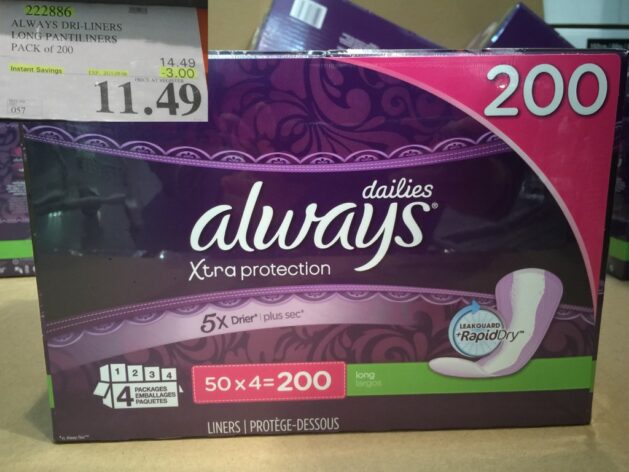 222886
ALWAYS DRI-LINERS
LONG PANTILINERS
PACK of 200
14.49
Instant Savings
-3.00
11.49
057
200
dailies
always®
Xtra protection
5X Drier* | plus sec*
LEAKGUARD
+RapidDry™
1 2 3 4
4 PACKAGES
EMBALLAGES
PAQUETES
50 x 4 = 200
long
largos
LINERS | PROTÈGE-DESSOUS